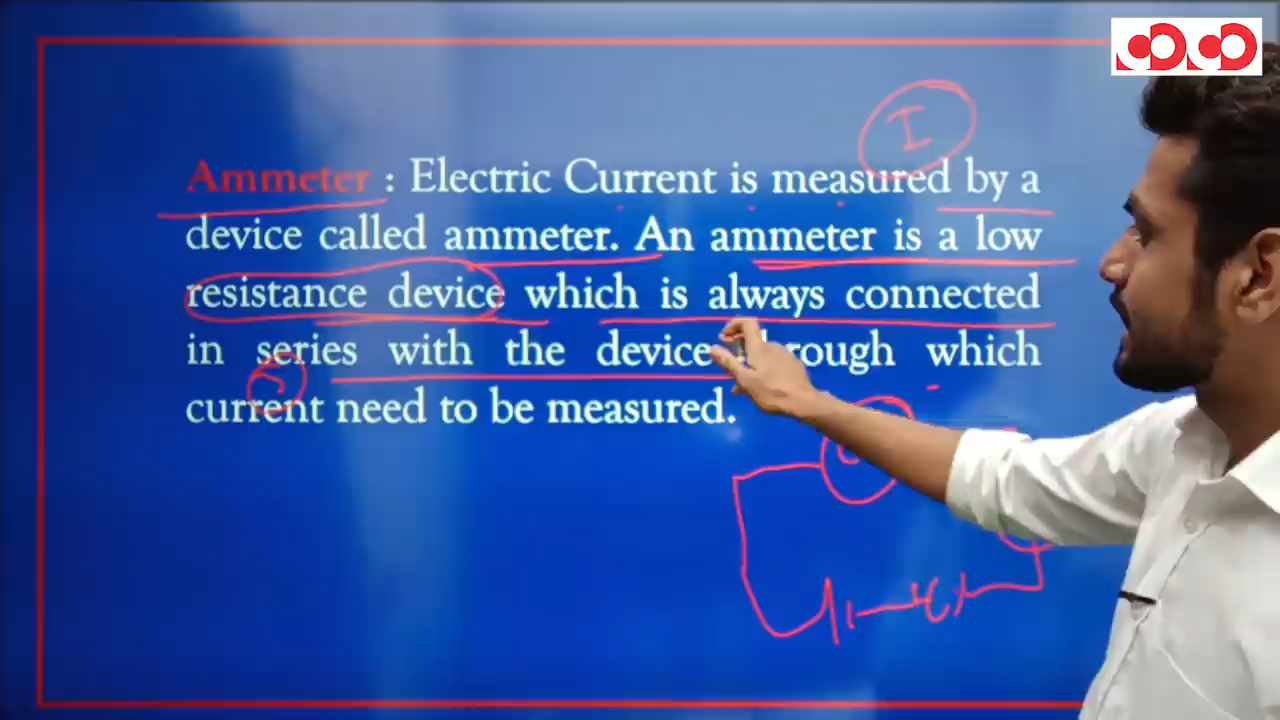 I
Ammeter : Electric Current is measured by a
device called ammeter. An ammeter is a low
resistance device which is always connected
in series with the device through which
current need to be measured.